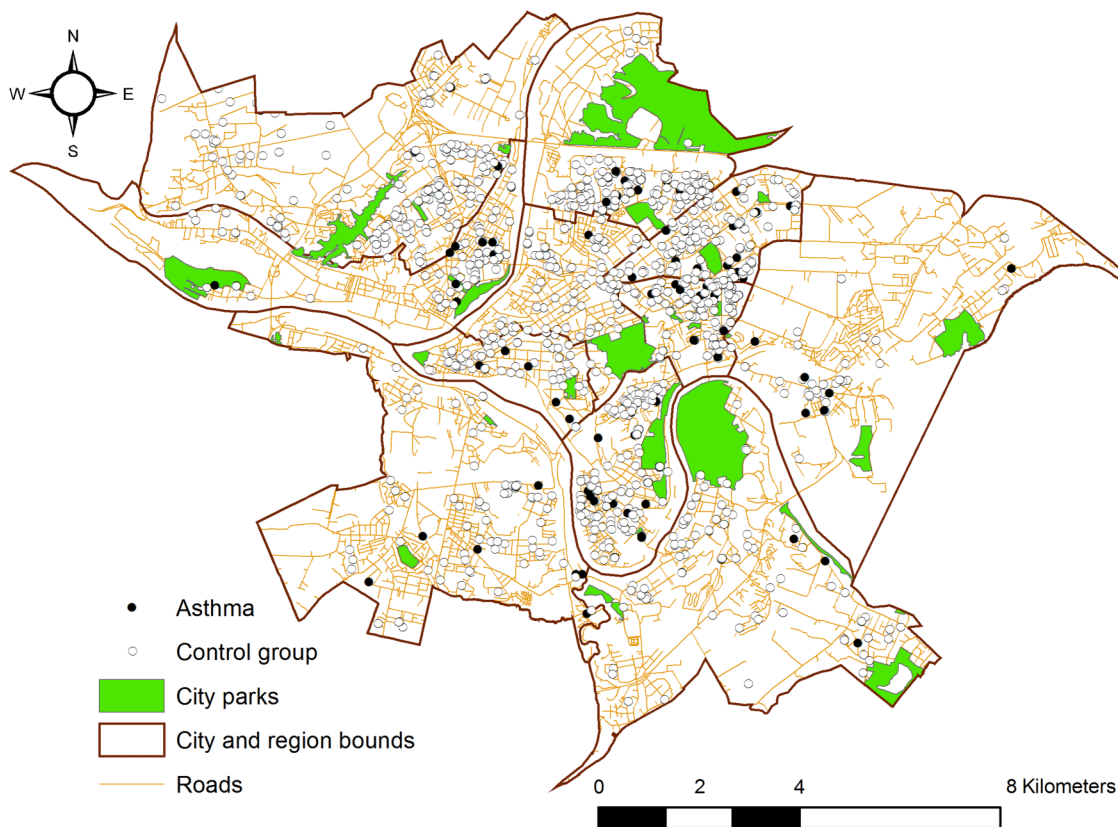 N
W E
S
Asthma
Control group
City parks
City and region bounds
Roads
0 2 4 8 Kilometers